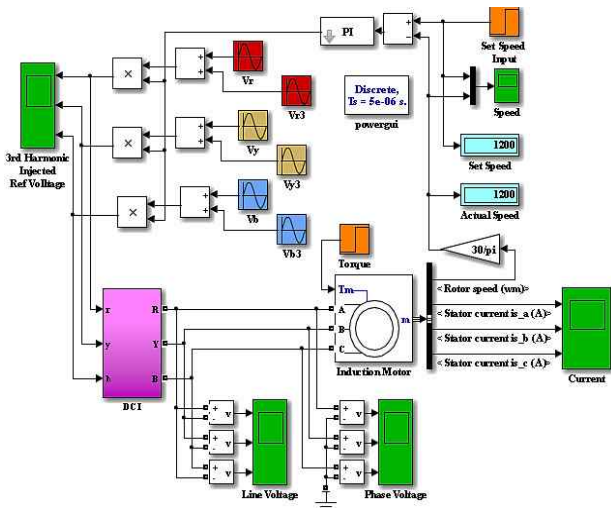 PI
+
−
Set Speed
Input
Discrete,
Ts = 5e-06 s.
powergui
Speed
×
+
+
Vr
Vr3
×
+
+
Vy
Vy3
3rd Harmonic
Injected
Ref Volltage
1200
Set Speed
1200
Actual Speed
×
+
+
Vb
Vb3
30/pi
Torque
Tm
< Rotor speed (wm)>
r
R
A
m
< Stator current is_a (A)>
y
Y
B
< Stator current is_b (A)>
b
B
C
< Stator current is_c (A)>
DCI
Induction Motor
Current
+
- v
+
- v
+
- v
+
- v
+
- v
+
- v
Line Voltage
Phase Voltage